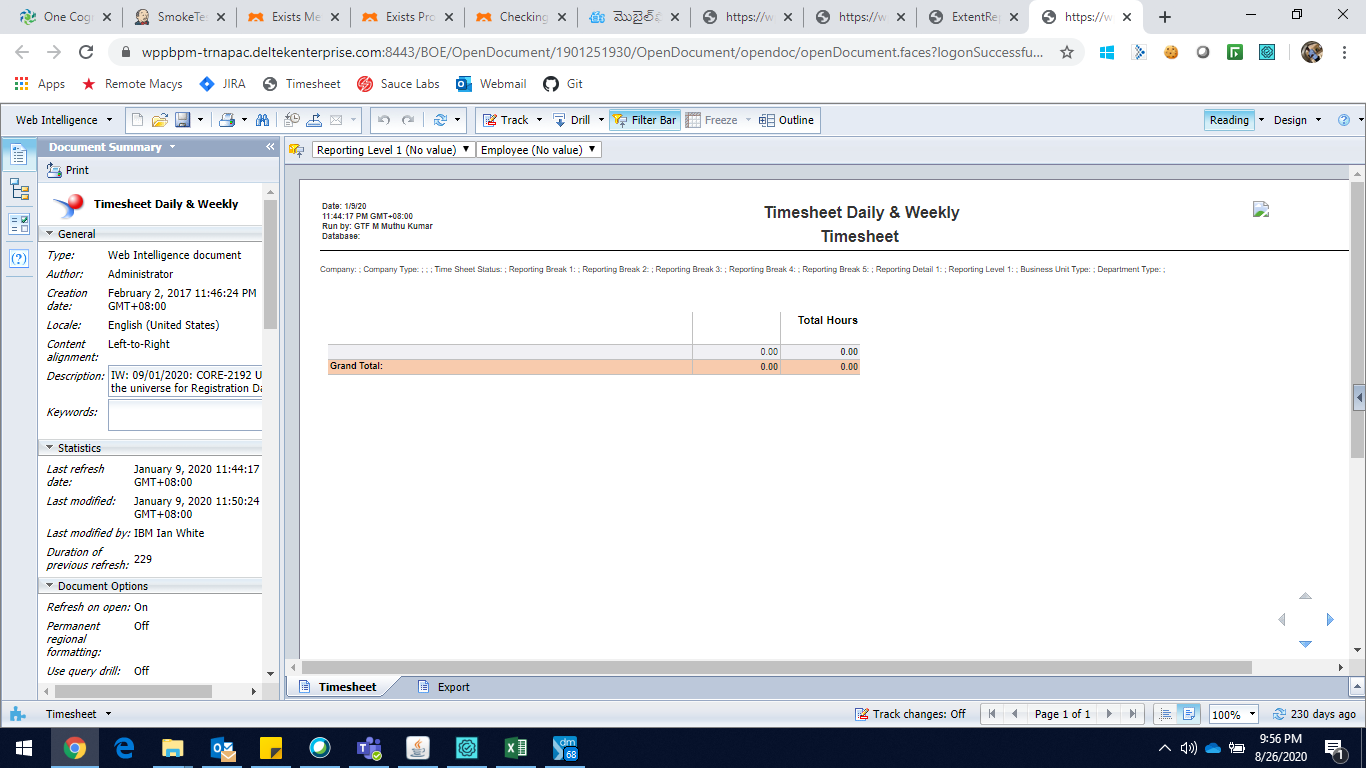 One Cog
SmokeTe
Exists Me
Exists Pro
Checking
మొబైల్
https://w
https://w
ExtentRe
https://w
wppbpm-trnapac.deltekenterprise.com:8443/BOE/OpenDocument/1901251930/OpenDocument/opendoc/openDocument.faces?logonSuccessfu...
Apps
Remote Macys
JIRA
Timesheet
Sauce Labs
Webmail
Git
Web Intelligence
Track
Drill
Filter Bar
Freeze
Outline
Reading
Design
Document Summary
Print
Reporting Level 1 (No value)
Employee (No value)
Timesheet Daily & Weekly
General
Type: Web Intelligence document
Author: Administrator
Creation date: February 2, 2017 11:46:24 PM
GMT+08:00
Locale: English (United States)
Content alignment: Left-to-Right
Description: IW: 09/01/2020: CORE-2192 U
the universe for Registration Da
Keywords:
Statistics
Last refresh date: January 9, 2020 11:44:17
GMT+08:00
Last modified: January 9, 2020 11:50:24
GMT+08:00
Last modified by: IBM Ian White
Duration of previous refresh: 229
Document Options
Refresh on open: On
Permanent regional formatting: Off
Use query drill: Off
Date: 1/9/20
11:44:17 PM GMT+08:00
Run by: GTF M Muthu Kumar
Database:
Timesheet Daily & Weekly
Timesheet
Company: ; Company Type: ; ; ; Time Sheet Status: ; Reporting Break 1: ; Reporting Break 2: ; Reporting Break 3: ; Reporting Break 4: ; Reporting Break 5: ; Reporting Detail 1: ; Reporting Level 1: ; Business Unit Type: ; Department Type: ;
Total Hours
0.00 0.00
Grand Total: 0.00 0.00
Timesheet
Export
Timesheet
Track changes: Off
Page 1 of 1
100%
230 days ago
dm
68
9:56 PM
8/26/2020
1